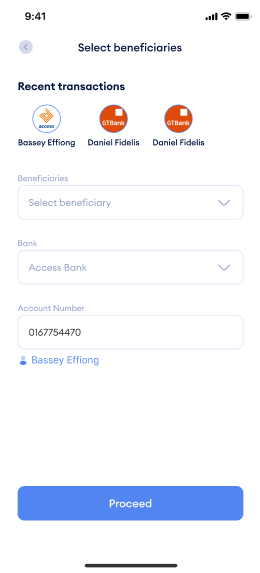 9:41
Select beneficiaries
Recent transactions
access
GTBank
GTBank
Bassey Effiong
Daniel Fidelis
Daniel Fidelis
Beneficiaries
Select beneficiary
Bank
Access Bank
Account Number
0167754470
Bassey Effiong
Proceed